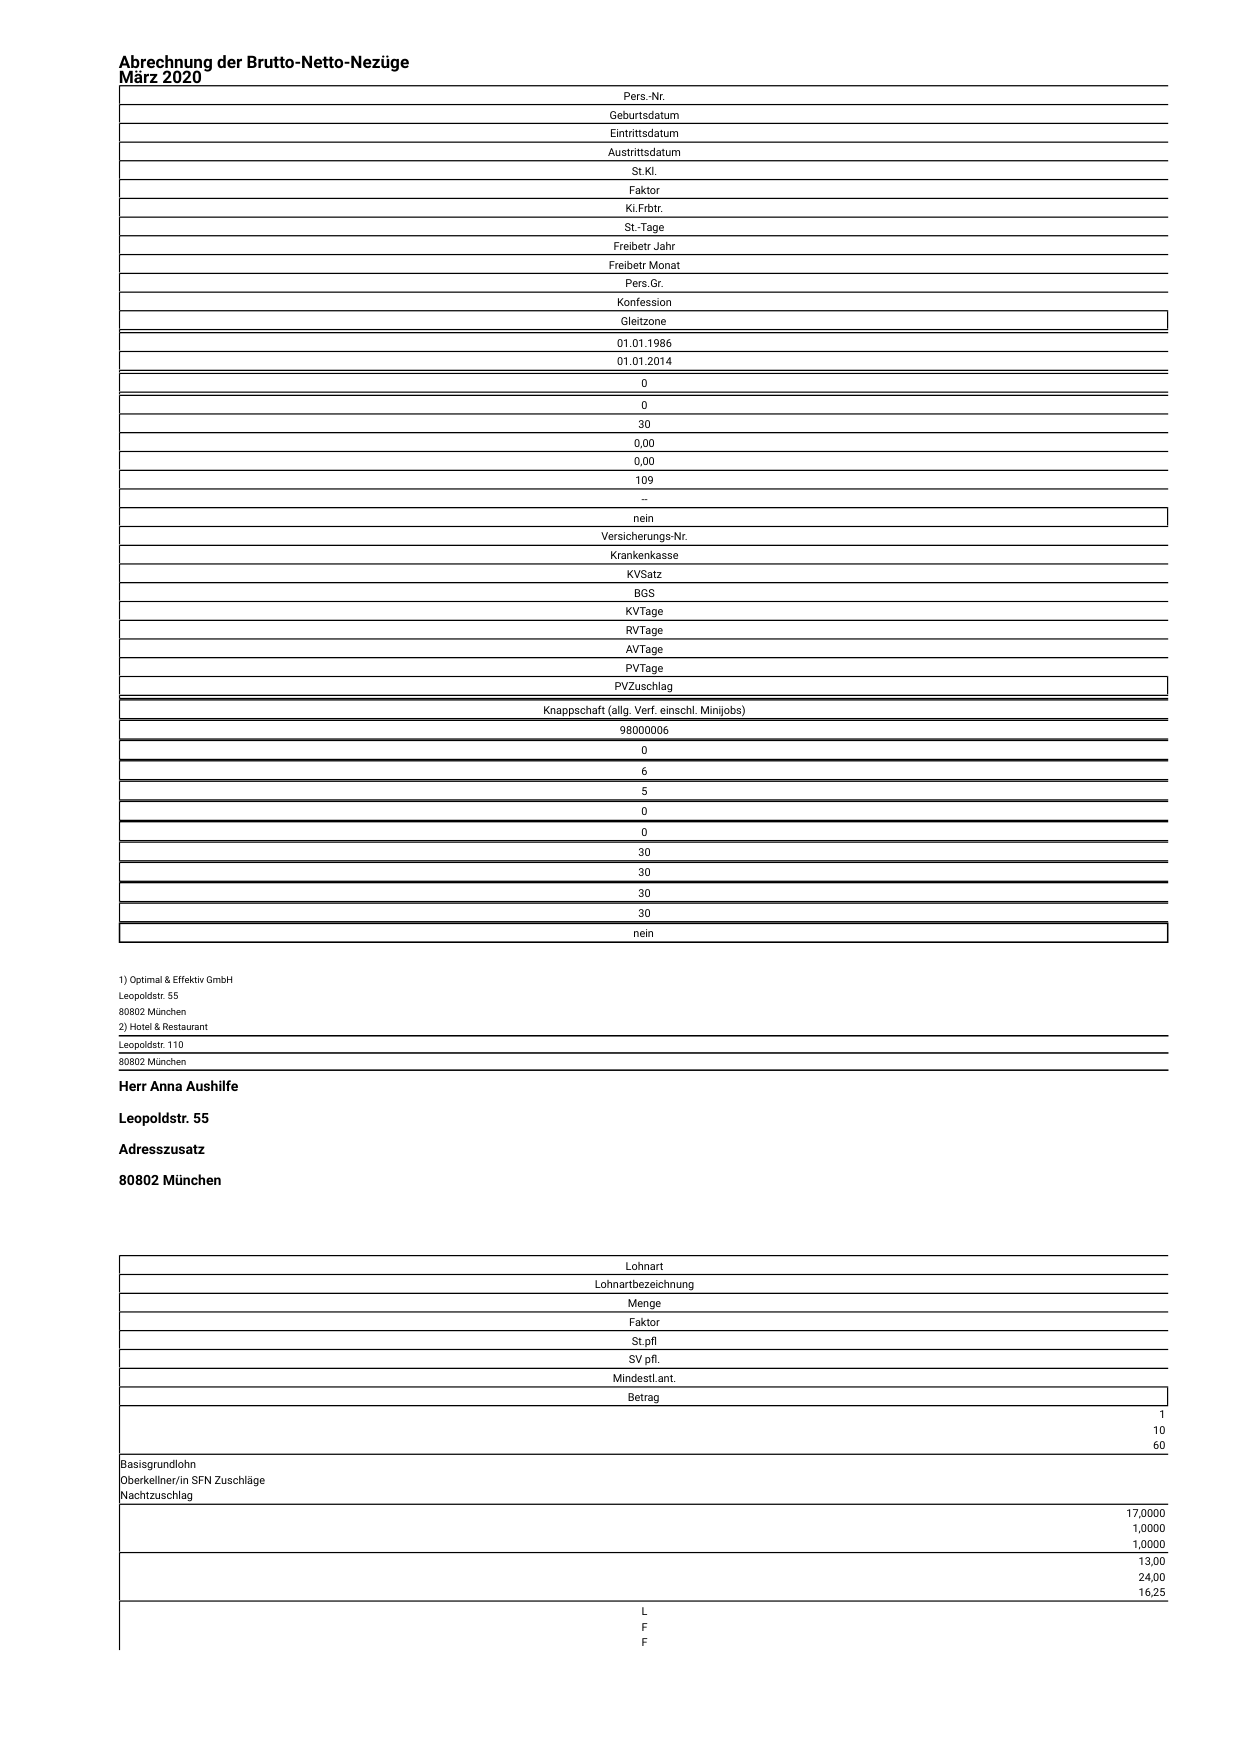 Abrechnung der Brutto-Netto-Nezüge
März 2020
Pers.-Nr.
Geburtsdatum
Eintrittsdatum
Austrittsdatum
St.Kl.
Faktor
Ki.Frbtr.
St.-Tage
Freibetr Jahr
Freibetr Monat
Pers.Gr.
Konfession
Gleitzone
01.01.1986
01.01.2014
0
0
30
0,00
0,00
109
--
nein
Versicherungs-Nr.
Krankenkasse
KVSatz
BGS
KVTage
RVTage
AVTage
PVTage
PVZuschlag
Knappschaft (allg. Verf. einschl. Minijobs)
98000006
0
6
5
0
0
30
30
30
30
nein
1) Optimal & Effektiv GmbH
Leopoldstr. 55
80802 München
2) Hotel & Restaurant
Leopoldstr. 110
80802 München
Herr Anna Aushilfe
Leopoldstr. 55
Adresszusatz
80802 München
Lohnart
Lohnartbezeichnung
Menge
Faktor
St.pfl
SV pfl.
Mindestl.ant.
Betrag
1
10
60
Basisgrundlohn
Oberkellner/in SFN Zuschläge
Nachtzuschlag
17,0000
1,0000
1,0000
13,00
24,00
16,25
L
F
F